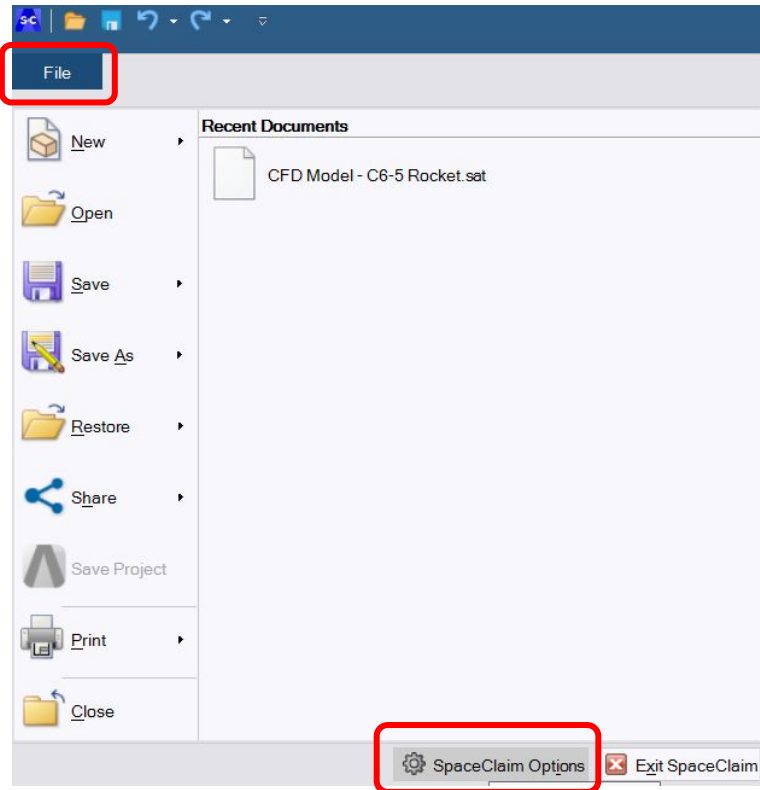 S·C
File
New
Recent Documents
CFD Model - C6-5 Rocket.sat
Open
Save
Save As
Restore
Share
Save Project
Print
Close
SpaceClaim Options
Exit SpaceClaim